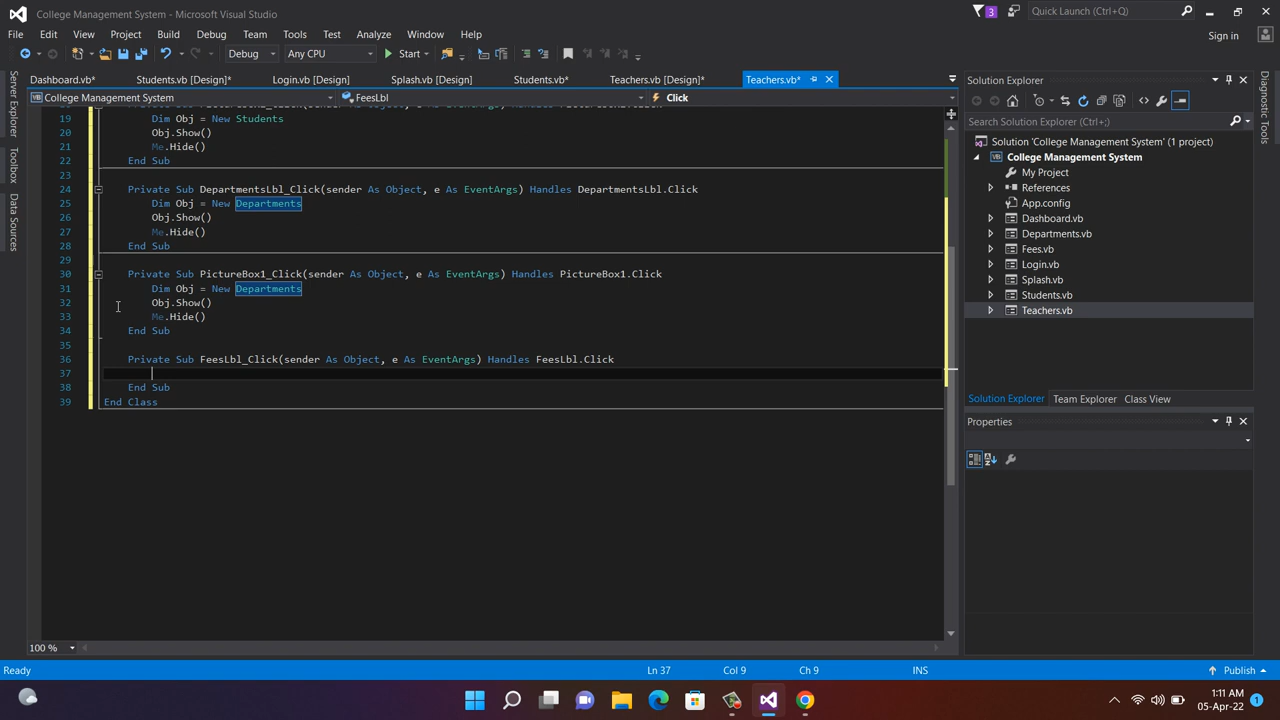 College Management System - Microsoft Visual Studio
3
Quick Launch (Ctrl+;)
File Edit View Project Build Debug Team Tools Test Analyze Window Help
Sign in
Debug Any CPU Start
Dashboard.vb* Students.vb [Design]* Login.vb [Design] Splash.vb [Design] Students.vb* Teachers.vb [Design]* Teachers.vb*
College Management System FeesLbl Click
19 Dim Obj = New Students
20 Obj.Show()
21 Me.Hide()
22 End Sub
23
24 Private Sub DepartmentsLbl_Click(sender As Object, e As EventArgs) Handles DepartmentsLbl.Click
25 Dim Obj = New Departments
26 Obj.Show()
27 Me.Hide()
28 End Sub
29
30 Private Sub PictureBox1_Click(sender As Object, e As EventArgs) Handles PictureBox1.Click
31 Dim Obj = New Departments
32 Obj.Show()
33 Me.Hide()
34 End Sub
35
36 Private Sub FeesLbl_Click(sender As Object, e As EventArgs) Handles FeesLbl.Click
37
38 End Sub
39 End Class
100 %
Server Explorer
Toolbox
Data Sources
Solution Explorer
Search Solution Explorer (Ctrl+;)
Solution 'College Management System' (1 project)
College Management System
My Project
References
App.config
Dashboard.vb
Departments.vb
Fees.vb
Login.vb
Splash.vb
Students.vb
Teachers.vb
Solution Explorer Team Explorer Class View
Properties
Diagnostic Tools
Ready Ln 37 Col 9 Ch 9 INS Publish
1:11 AM
05-Apr-22
1